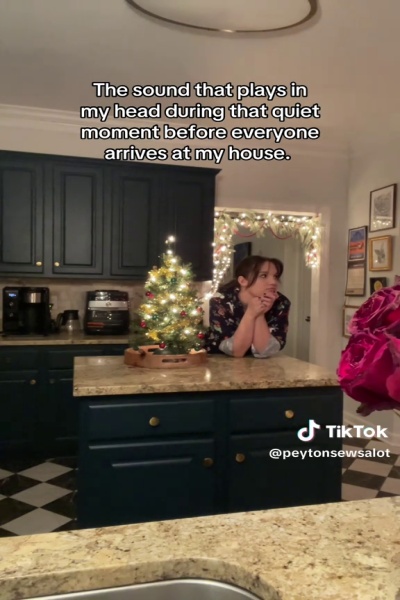 The sound that plays in
my head during that quiet
moment before everyone
arrives at my house.
TikTok
@peytonsewsalot